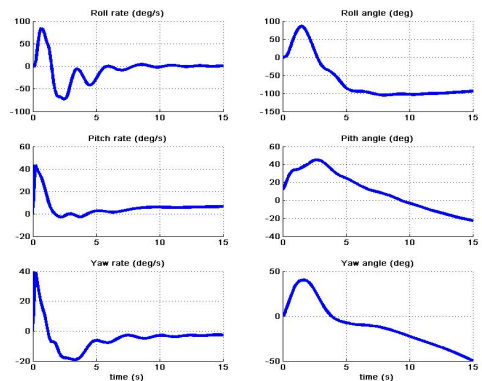 Roll rate (deg/s)
100
50
0
-50
-100
0 5 10 15
Roll angle (deg)
100
50
0
-50
-100
-150
0 5 10 15
Pitch rate (deg/s)
60
40
20
0
-20
0 5 10 15
Pith angle (deg)
60
40
20
0
-20
-40
0 5 10 15
Yaw rate (deg/s)
40
20
0
-20
0 5 10 15
time (s)
Yaw angle (deg)
50
0
-50
0 5 10 15
time (s)